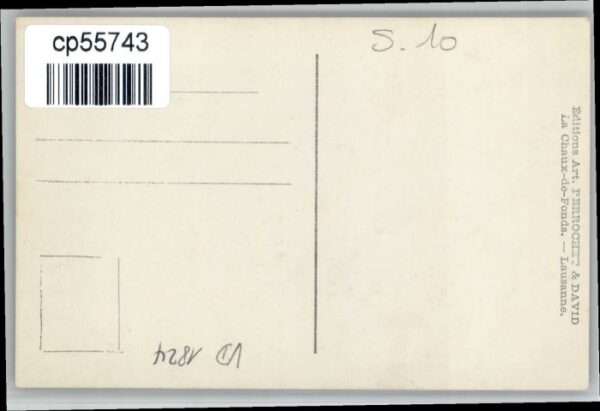 cp55743
S. 10
Editions Art. PERROCHET & DAVID
La Chaux-de-Fonds. — Lausanne.
VD 1824